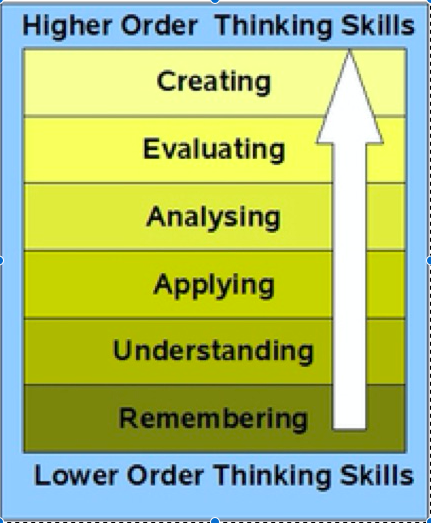 Higher Order  Thinking Skills
Creating
Evaluating
Analysing
Applying
Understanding
Remembering
Lower Order Thinking Skills